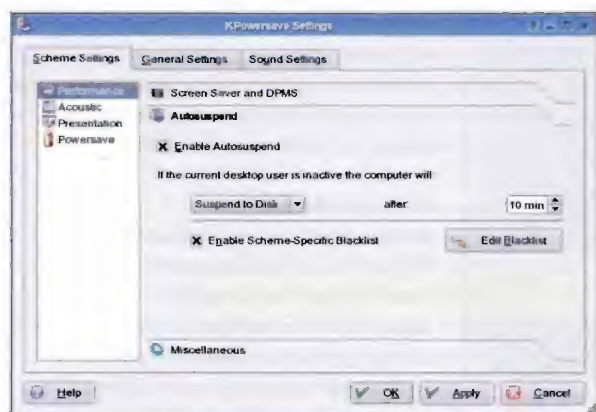 KPowersave Settings
Scheme Settings General Settings Sound Settings
Performance
Acoustic
Presentation
Powersave
Screen Saver and DPMS
Autosuspend
Enable Autosuspend
If the current desktop user is inactive the computer will
Suspend to Disk after 10 min
Enable Scheme-Specific Blacklist Edit Blacklist
Miscellaneous
Help OK Apply Cancel